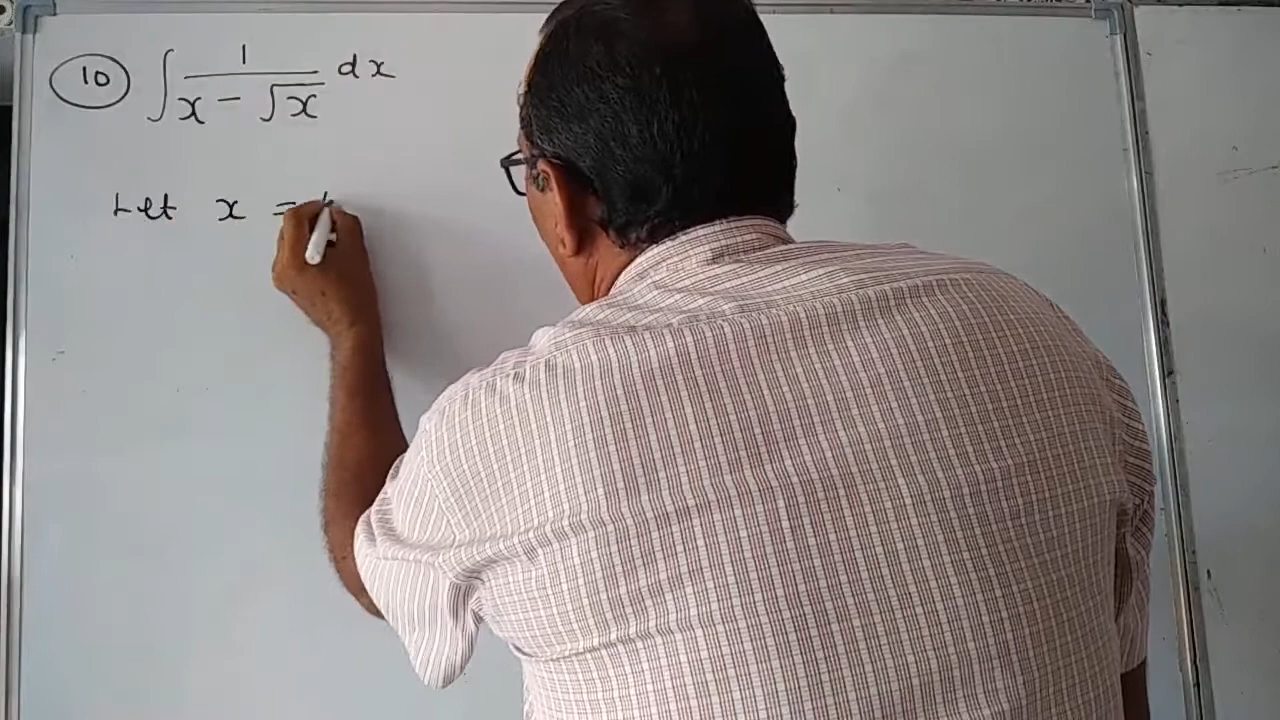 10 ∫ 1/(x - √x) dx
Let x =